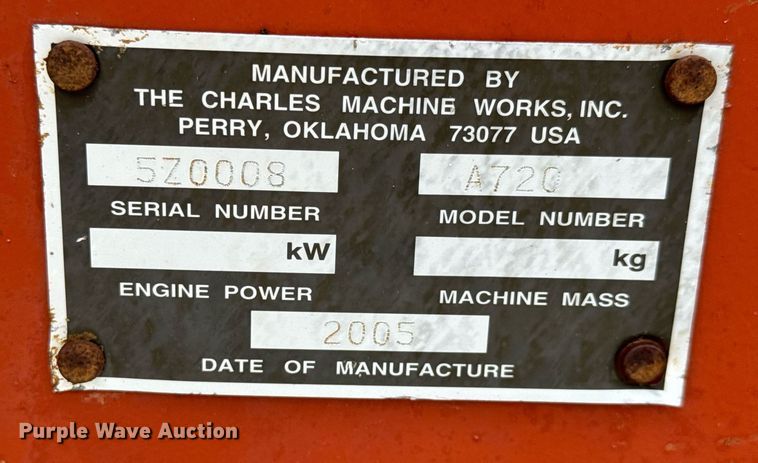 MANUFACTURED BY
THE CHARLES MACHINE WORKS, INC.
PERRY, OKLAHOMA 73077 USA
5Z0008 A720
SERIAL NUMBER MODEL NUMBER
kW kg
ENGINE POWER MACHINE MASS
2005
DATE OF MANUFACTURE
Purple Wave Auction